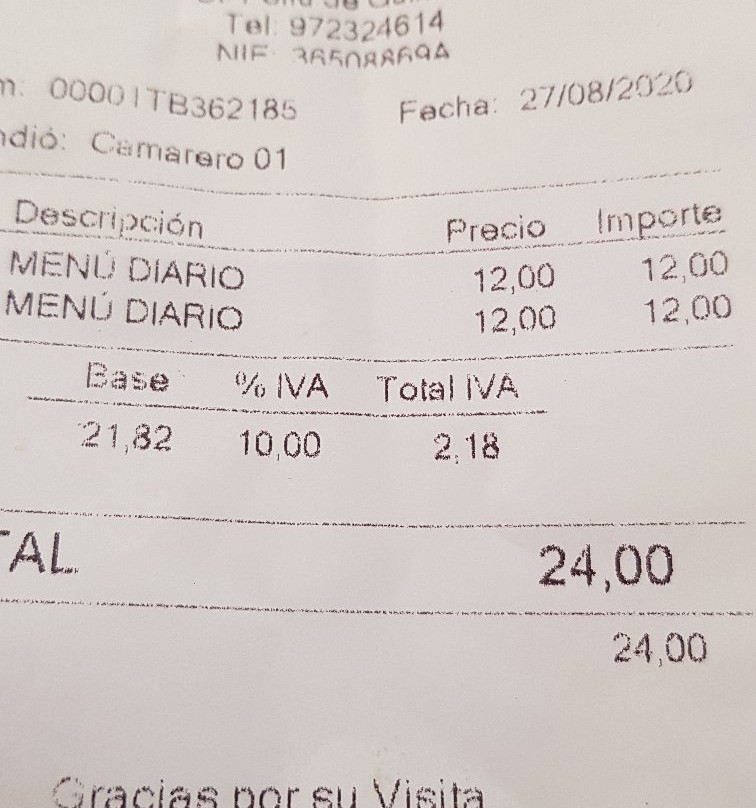 Tel: 972324614
NIF: 36508869A
m: 00001TB362185 Fecha: 27/08/2020
ndió: Camarero 01
Descripción Precio Importe
MENÚ DIARIO 12,00 12,00
MENÚ DIARIO 12,00 12,00
Base % IVA Total IVA
21,82 10,00 2,18
TAL 24,00
24,00
Gracias por su Visita